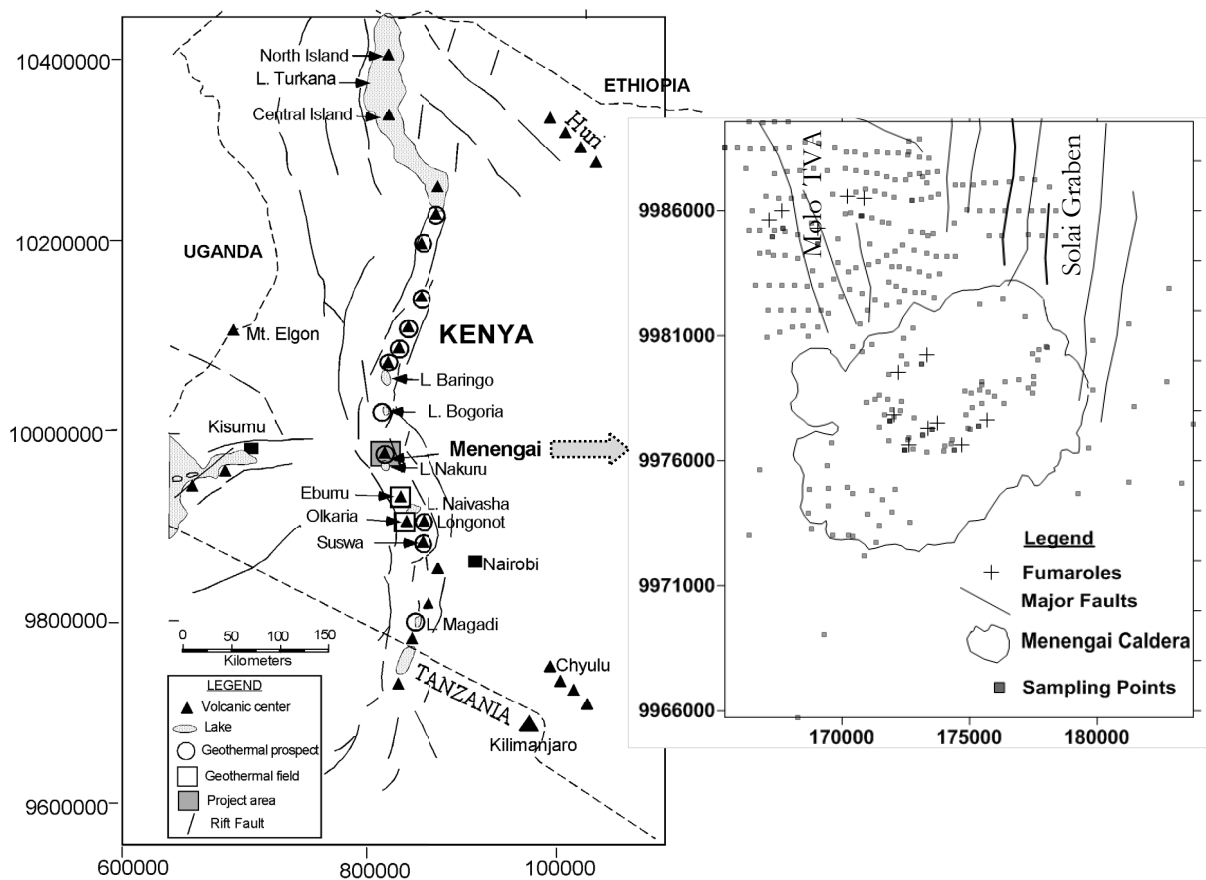 10400000
10200000
10000000
9800000
9600000
600000
800000
100000
North Island
L. Turkana
Central Island
ETHIOPIA
Huri
UGANDA
Mt. Elgon
KENYA
L. Baringo
L. Bogoria
Kisumu
Menengai
L. Nakuru
Eburru
L. Naivasha
Olkaria
Longonot
Suswa
Nairobi
L. Magadi
0 50 100 150
Kilometers
Chyulu
TANZANIA
Kilimanjaro
LEGEND
Volcanic center
Lake
Geothermal prospect
Geothermal field
Project area
Rift Fault
Molo TVA
Solai Graben
9986000
9981000
9976000
9971000
9966000
170000
175000
180000
Legend
Fumaroles
Major Faults
Menengai Caldera
Sampling Points